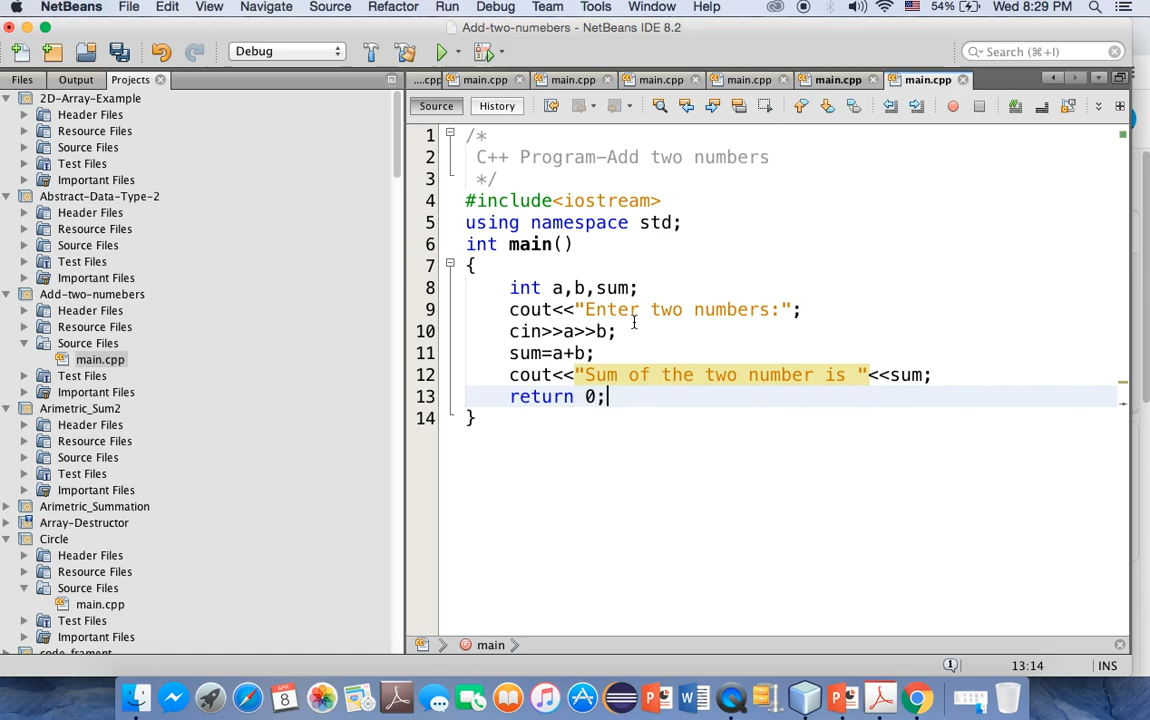 NetBeans File Edit View Navigate Source Refactor Run Debug Team Tools Window Help 54% Wed 8:29 PM
Add-two-numebers - NetBeans IDE 8.2
Debug Search (⌘+I)
Files Output Projects ...cpp main.cpp main.cpp main.cpp main.cpp main.cpp main.cpp
Source History
2D-Array-Example
Header Files
Resource Files
Source Files
Test Files
Important Files
Abstract-Data-Type-2
Header Files
Resource Files
Source Files
Test Files
Important Files
Add-two-numebers
Header Files
Resource Files
Source Files
main.cpp
Test Files
Important Files
Arimetric_Sum2
Header Files
Resource Files
Source Files
Test Files
Important Files
Arimetric_Summation
Array-Destructor
Circle
Header Files
Resource Files
Source Files
main.cpp
Test Files
Important Files
code_frament
1 /*
2 C++ Program-Add two numbers
3 */
4 #include<iostream>
5 using namespace std;
6 int main()
7 {
8 int a,b,sum;
9 cout<<"Enter two numbers:";
10 cin>>a>>b;
11 sum=a+b;
12 cout<<"Sum of the two number is "<<sum;
13 return 0;
14 }
main
1 13:14 INS
APR 8